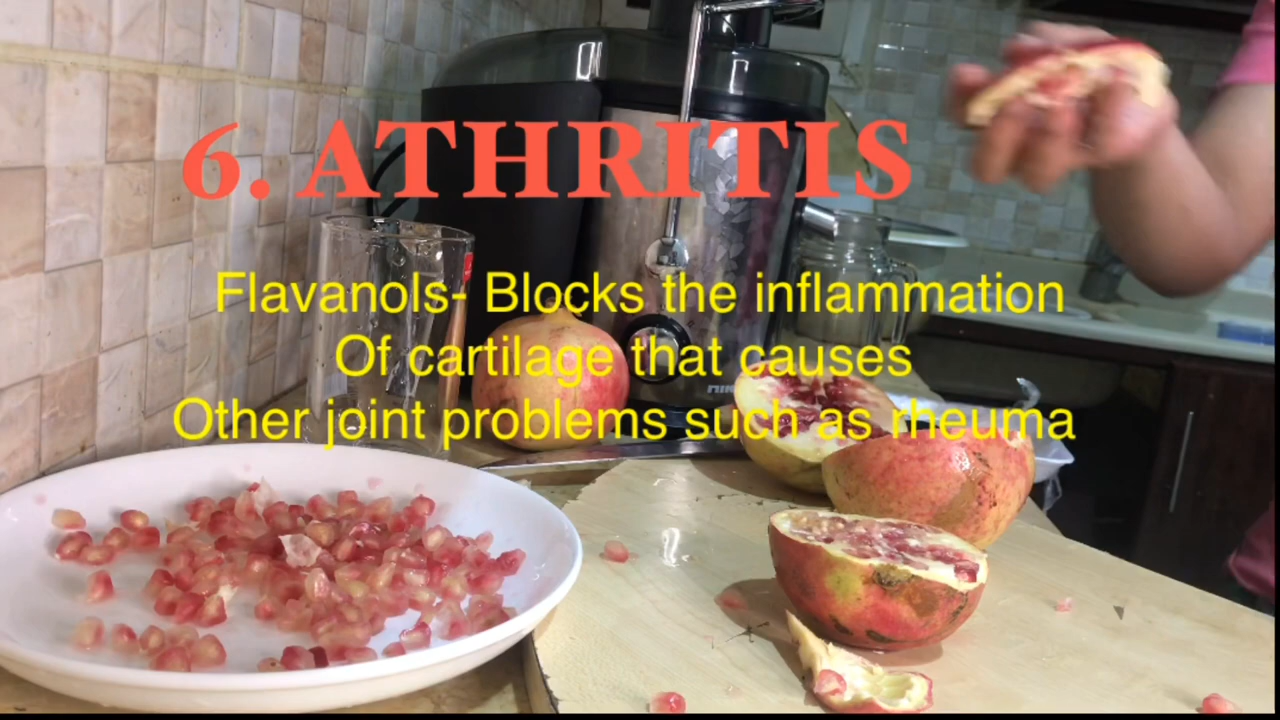 6. ATHRITIS
Flavanols- Blocks the inflammation
Of cartilage that causes
Other joint problems such as rheuma